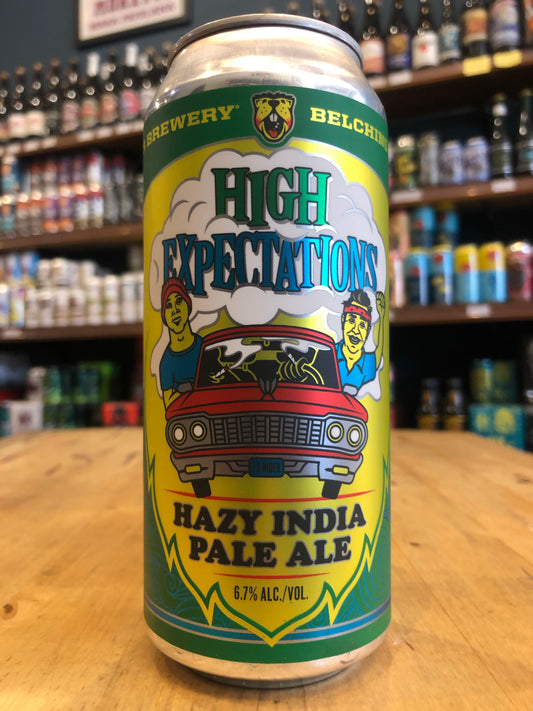 BREWERY® BELCHING
HIGH
EXPECTATIONS
HAZY INDIA
PALE ALE
6.7% ALC./VOL.